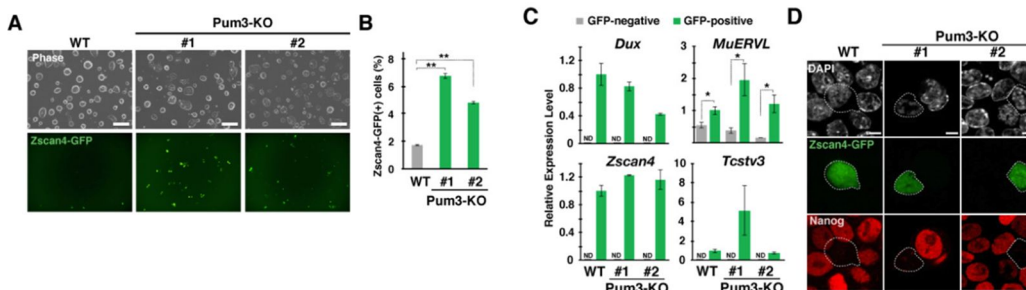 A
Pum3-KO
WT
#1
#2
Phase
Zscan4-GFP
B
Zscan4-GFP(+) cells (%)
8
6
4
2
0
**
**
WT #1 #2
Pum3-KO
C
GFP-negative
GFP-positive
Relative Expression Level
Dux
1.2
0.8
0.4
0
ND
ND
ND
MuERVL
3
2
1
0
*
*
*
Zscan4
1.2
0.8
0.4
0
ND
ND
ND
WT #1 #2
Pum3-KO
Tcstv3
10
8
6
4
2
0
ND
ND
ND
WT #1 #2
Pum3-KO
D
Pum3-KO
WT
#1
#2
DAPI
Zscan4-GFP
Nanog